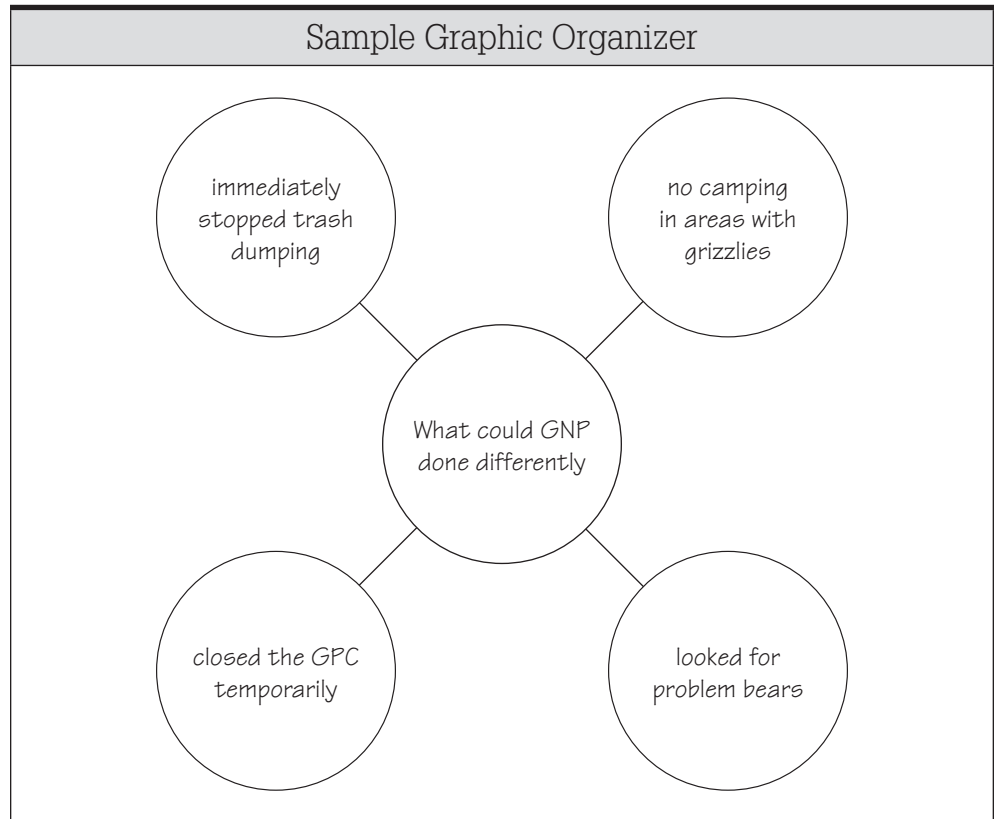 Sample Graphic Organizer
immediately
stopped trash
dumping
no camping
in areas with
grizzlies
What could GNP
done differently
closed the GPC
temporarily
looked for
problem bears